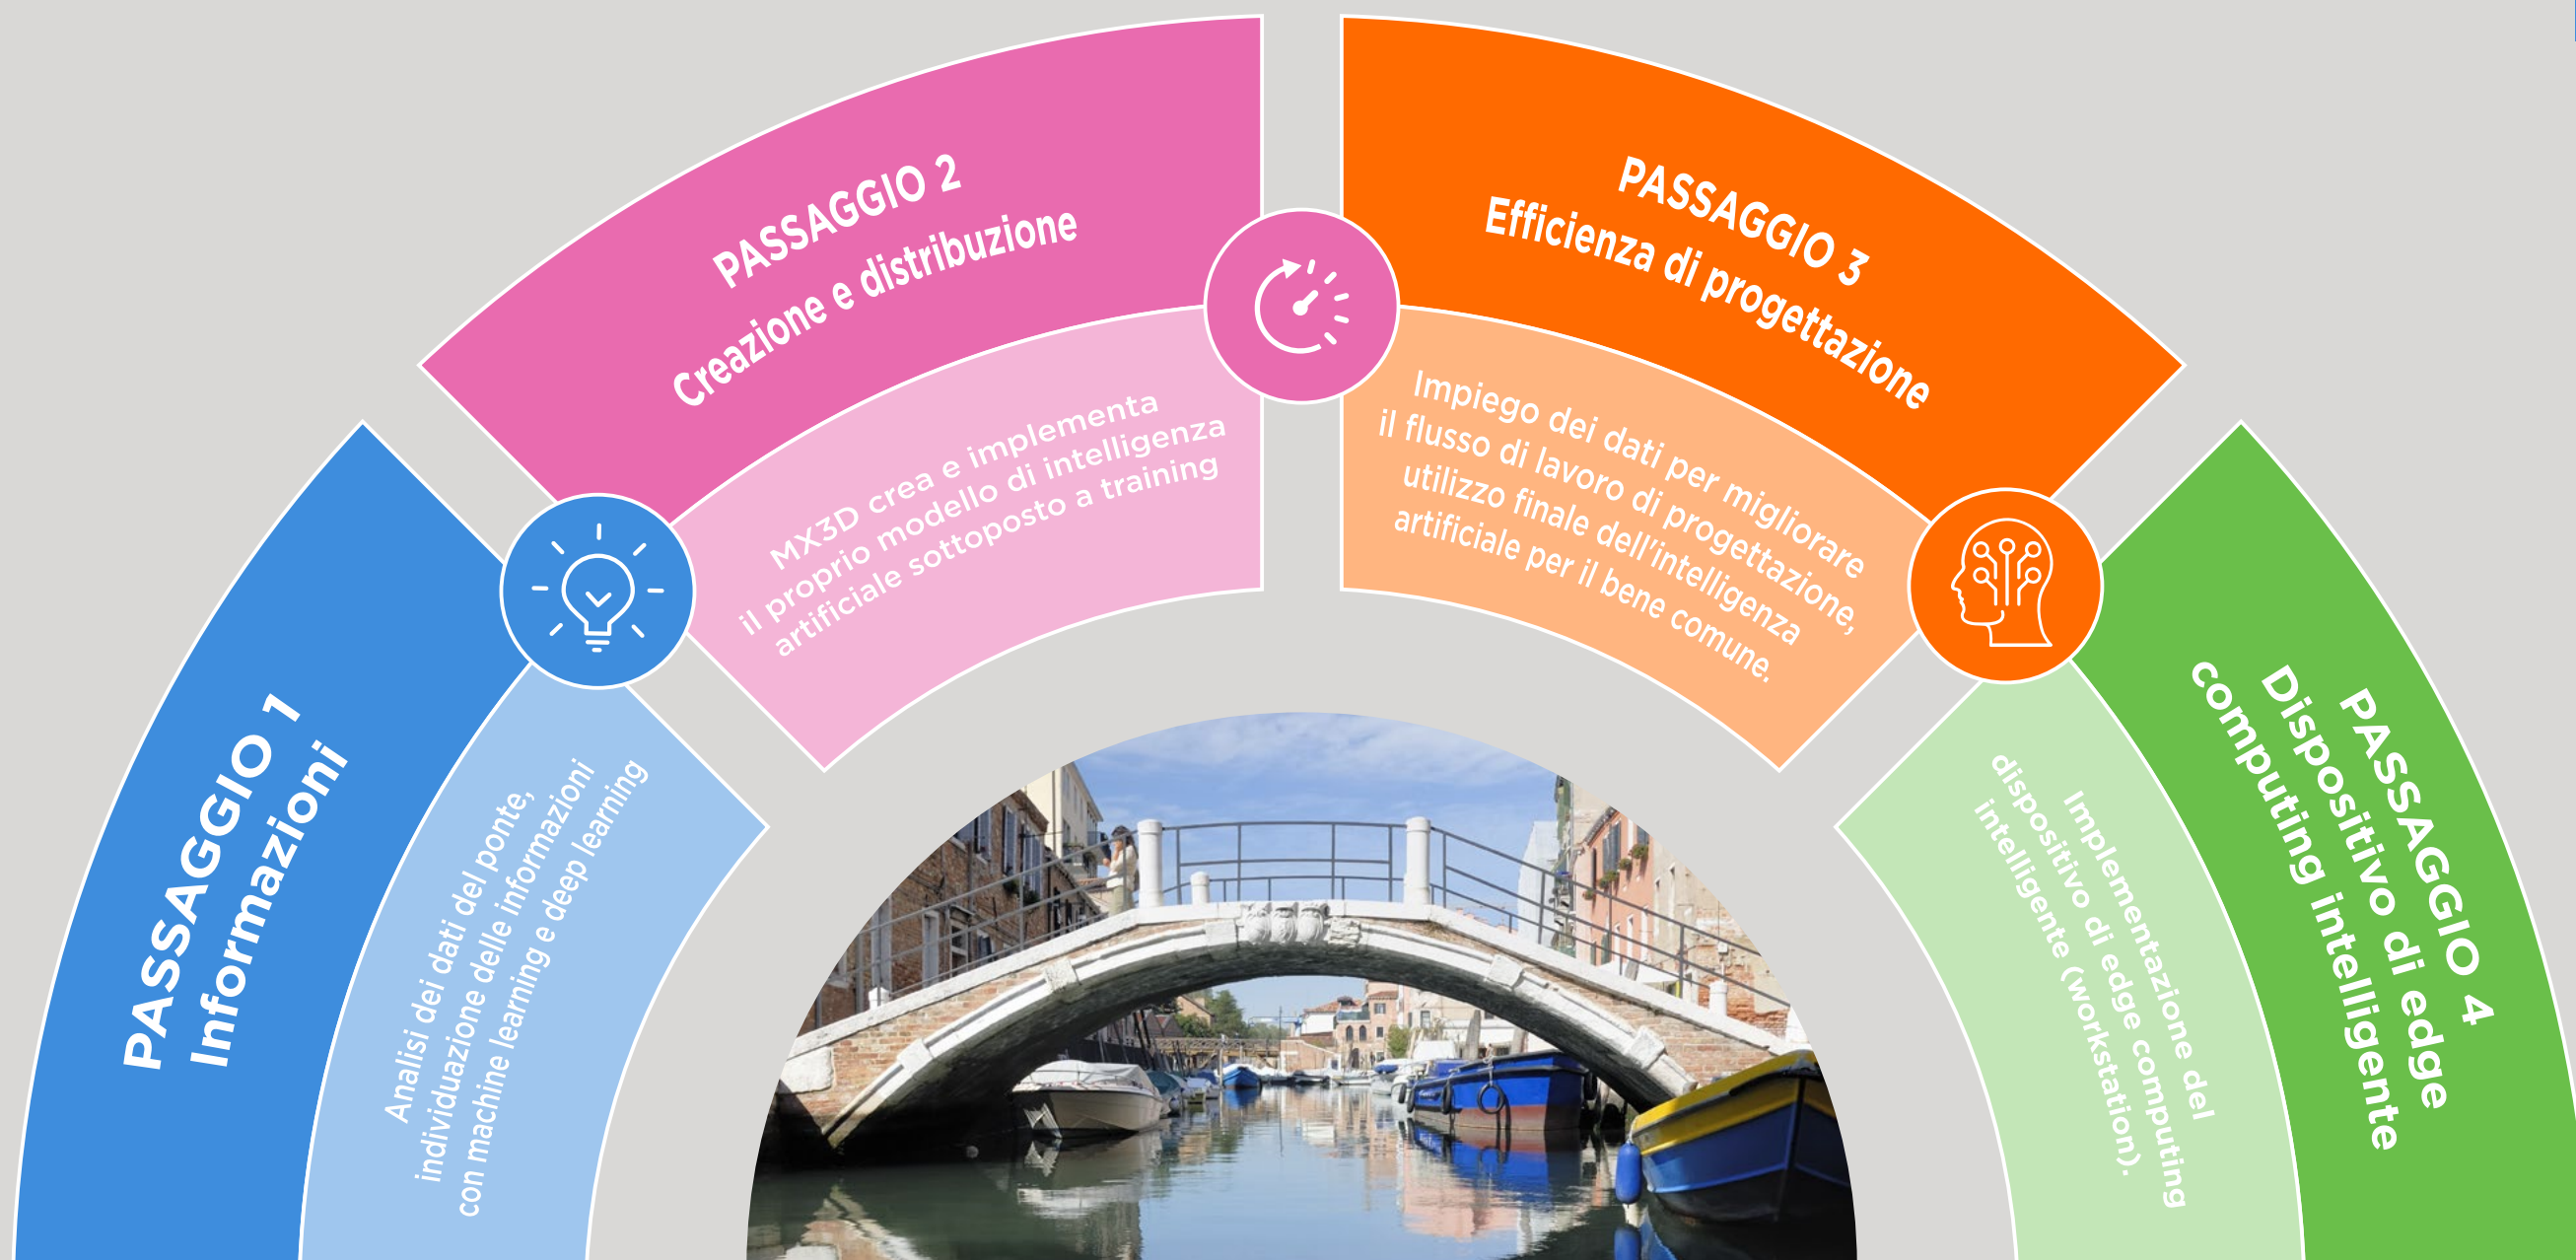 PASSAGGIO 1
Informazioni
Analisi dei dati del ponte,
individuazione delle informazioni
con machine learning e deep learning
PASSAGGIO 2
Creazione e distribuzione
MX3D crea e implementa
il proprio modello di intelligenza
artificiale sottoposto a training
PASSAGGIO 3
Efficienza di progettazione
Impiego dei dati per migliorare
il flusso di lavoro di progettazione,
utilizzo finale dell'intelligenza
artificiale per il bene comune.
PASSAGGIO 4
Dispositivo di edge
computing intelligente
Implementazione del
dispositivo di edge computing
intelligente (workstation).